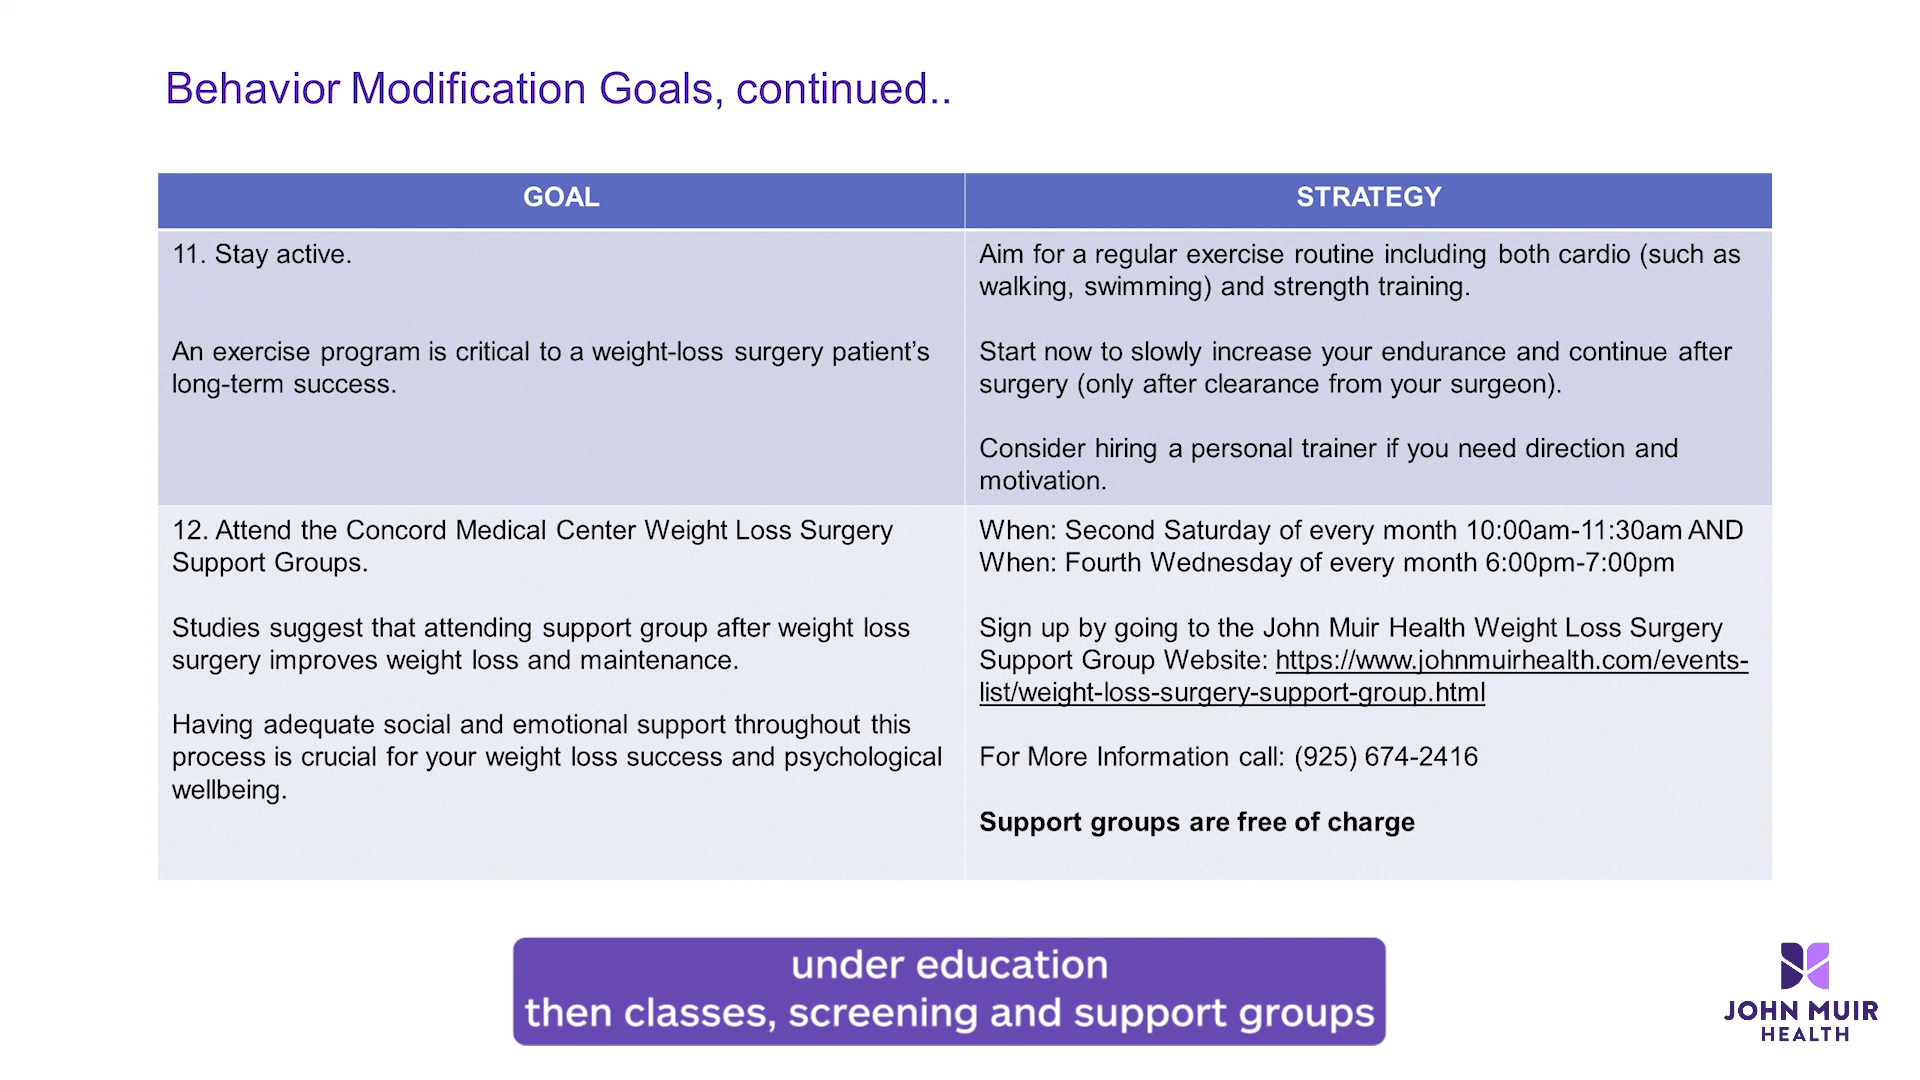 Behavior Modification Goals, continued..
GOAL
STRATEGY
11. Stay active.
An exercise program is critical to a weight-loss surgery patient’s
long-term success.
Aim for a regular exercise routine including both cardio (such as
walking, swimming) and strength training.
Start now to slowly increase your endurance and continue after
surgery (only after clearance from your surgeon).
Consider hiring a personal trainer if you need direction and
motivation.
12. Attend the Concord Medical Center Weight Loss Surgery
Support Groups.
Studies suggest that attending support group after weight loss
surgery improves weight loss and maintenance.
Having adequate social and emotional support throughout this
process is crucial for your weight loss success and psychological
wellbeing.
When: Second Saturday of every month 10:00am-11:30am AND
When: Fourth Wednesday of every month 6:00pm-7:00pm
Sign up by going to the John Muir Health Weight Loss Surgery
Support Group Website: https://www.johnmuirhealth.com/events-
list/weight-loss-surgery-support-group.html
For More Information call: (925) 674-2416
Support groups are free of charge
under education
then classes, screening and support groups
JOHN MUIR
HEALTH